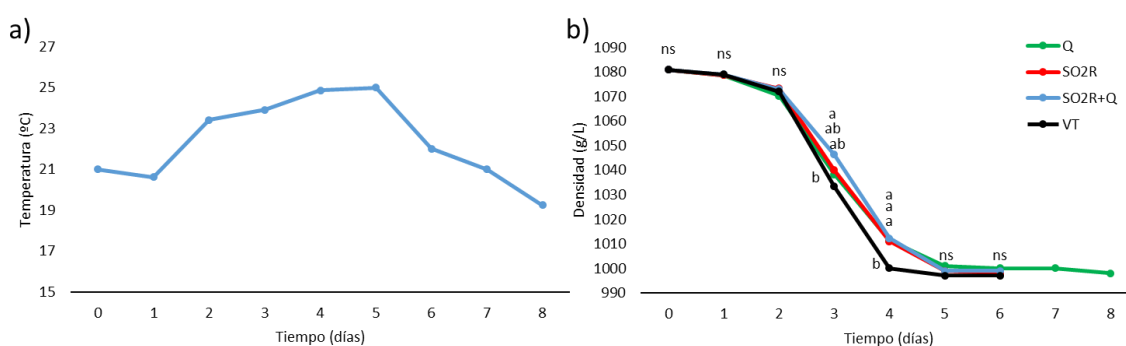 a)
27
25
23
21
19
17
15
Temperatura (ºC)
0 1 2 3 4 5 6 7 8
Tiempo (días)
b)
1090
1080
1070
1060
1050
1040
1030
1020
1010
1000
990
Densidad (g/L)
ns
ns
ns
a
ab
ab
b
a
a
a
b
ns
ns
Q
SO2R
SO2R+Q
VT
0 1 2 3 4 5 6 7 8
Tiempo (días)